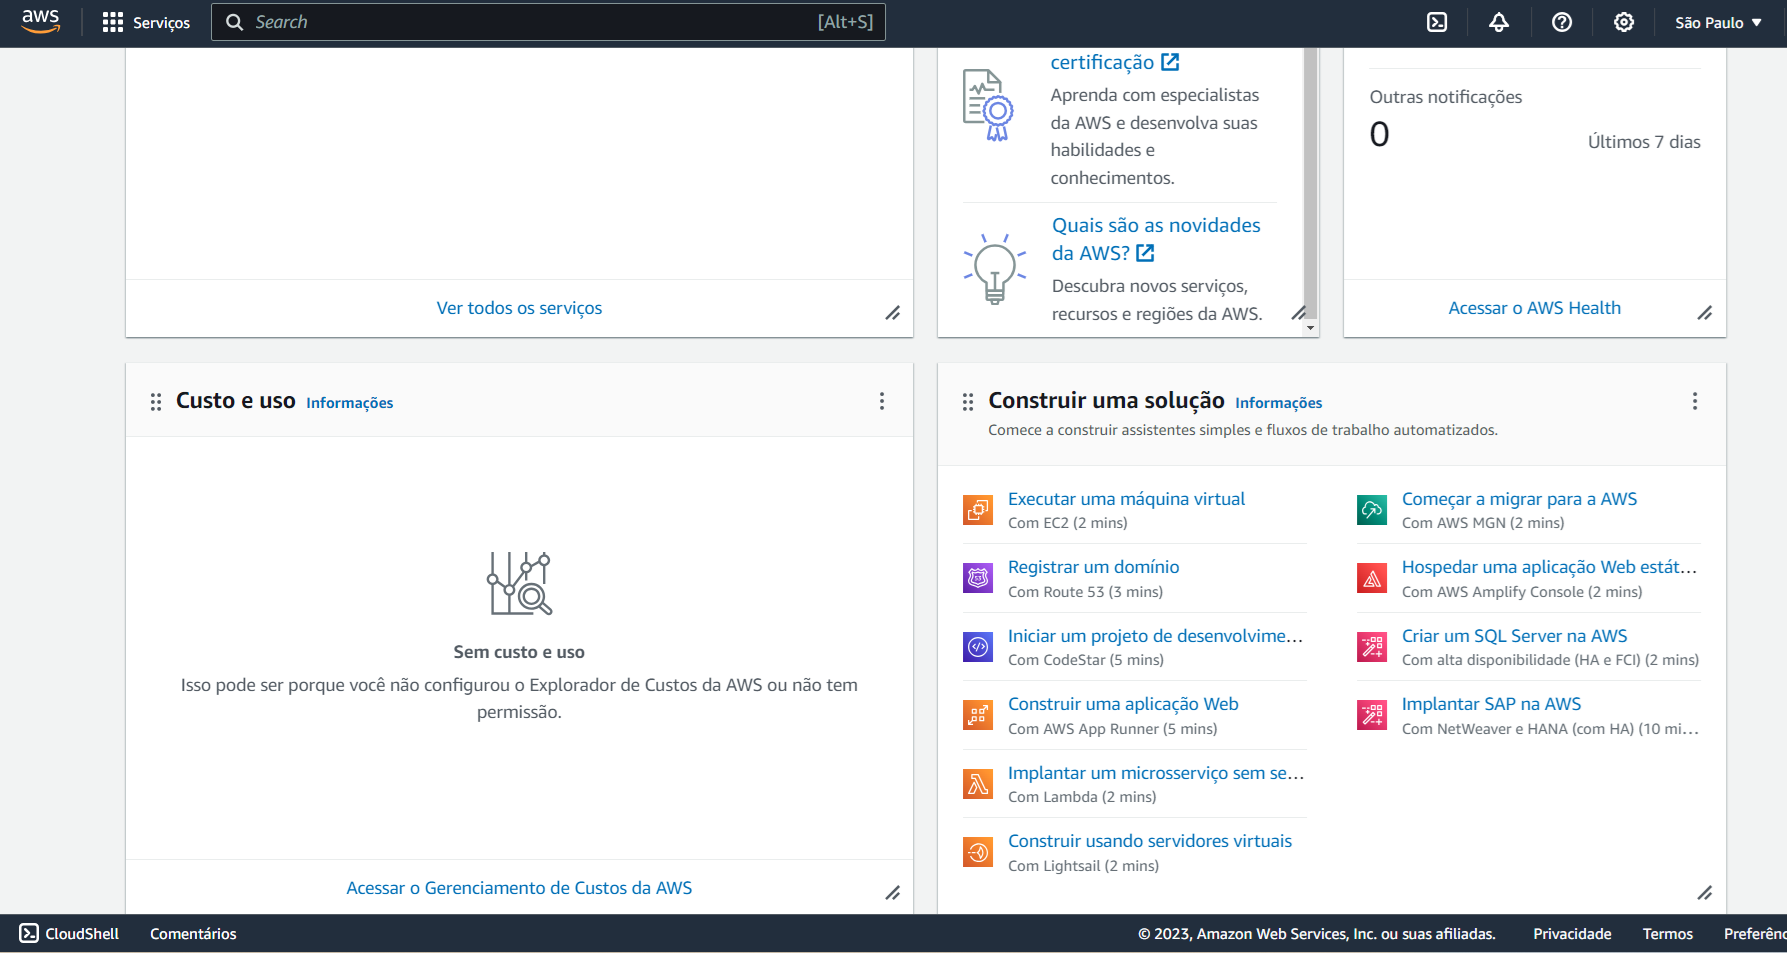 aws
Serviços
Search
[Alt+S]
São Paulo
certificação
Aprenda com especialistas
da AWS e desenvolva suas
habilidades e
conhecimentos.
Quais são as novidades
da AWS?
Descubra novos serviços,
recursos e regiões da AWS.
Outras notificações
0
Últimos 7 dias
Ver todos os serviços
Acessar o AWS Health
Custo e uso Informações
Sem custo e uso
Isso pode ser porque você não configurou o Explorador de Custos da AWS ou não tem
permissão.
Acessar o Gerenciamento de Custos da AWS
Construir uma solução Informações
Comece a construir assistentes simples e fluxos de trabalho automatizados.
Executar uma máquina virtual
Com EC2 (2 mins)
Registrar um domínio
Com Route 53 (3 mins)
Iniciar um projeto de desenvolvime...
Com CodeStar (5 mins)
Construir uma aplicação Web
Com AWS App Runner (5 mins)
Implantar um microsserviço sem se...
Com Lambda (2 mins)
Construir usando servidores virtuais
Com Lightsail (2 mins)
Começar a migrar para a AWS
Com AWS MGN (2 mins)
Hospedar uma aplicação Web estát...
Com AWS Amplify Console (2 mins)
Criar um SQL Server na AWS
Com alta disponibilidade (HA e FCI) (2 mins)
Implantar SAP na AWS
Com NetWeaver e HANA (com HA) (10 mi...
CloudShell
Comentários
© 2023, Amazon Web Services, Inc. ou suas afiliadas.
Privacidade
Termos
Preferênc